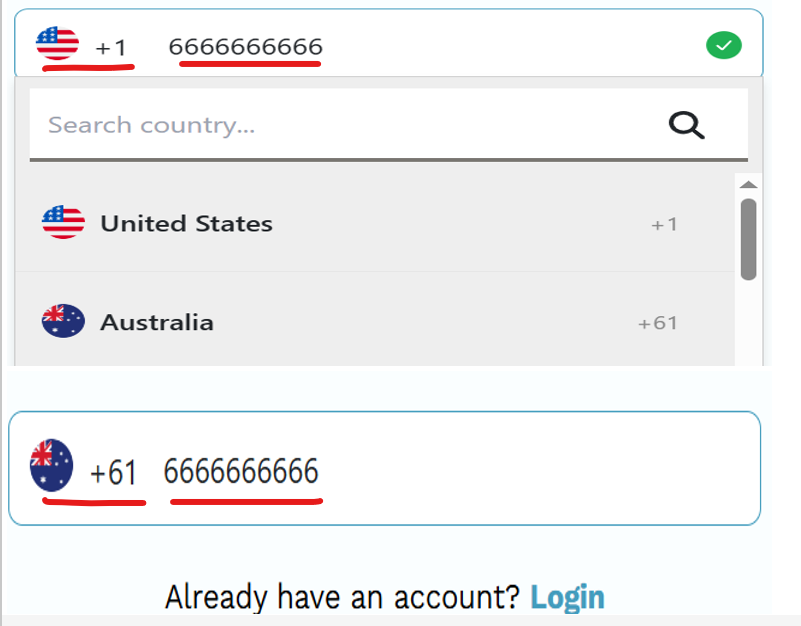 +1 6666666666
Search country...
United States +1
Australia +61
+61 6666666666
Already have an account? Login